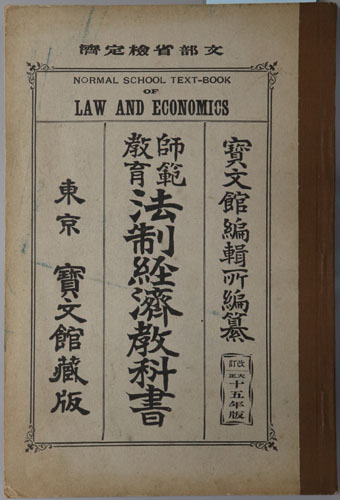 文部省檢定濟
NORMAL SCHOOL TEXT-BOOK
OF
LAW AND ECONOMICS
寶文館編輯所編纂
改訂
大正
十五年版
師範
教育
法制経濟教科書
東京 寶文館藏版